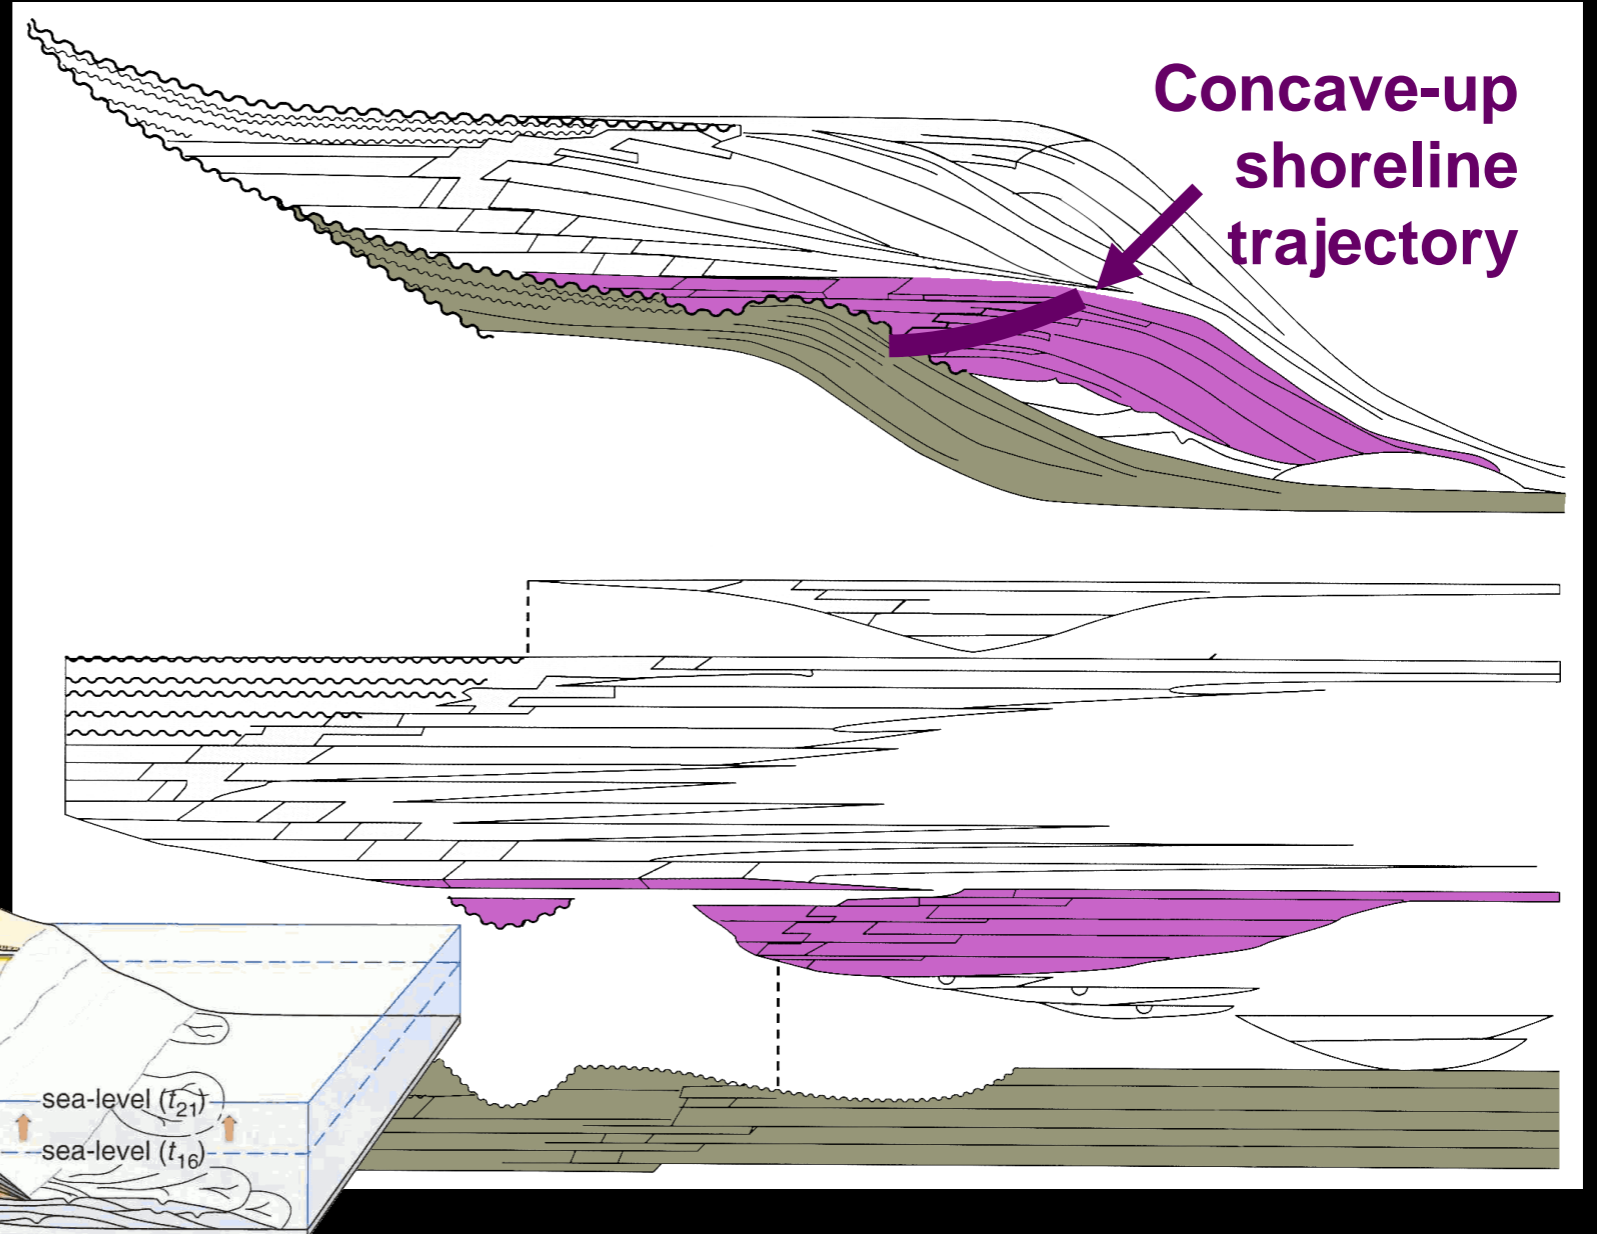 Concave-up
shoreline
trajectory
sea-level (t21)
sea-level (t16)